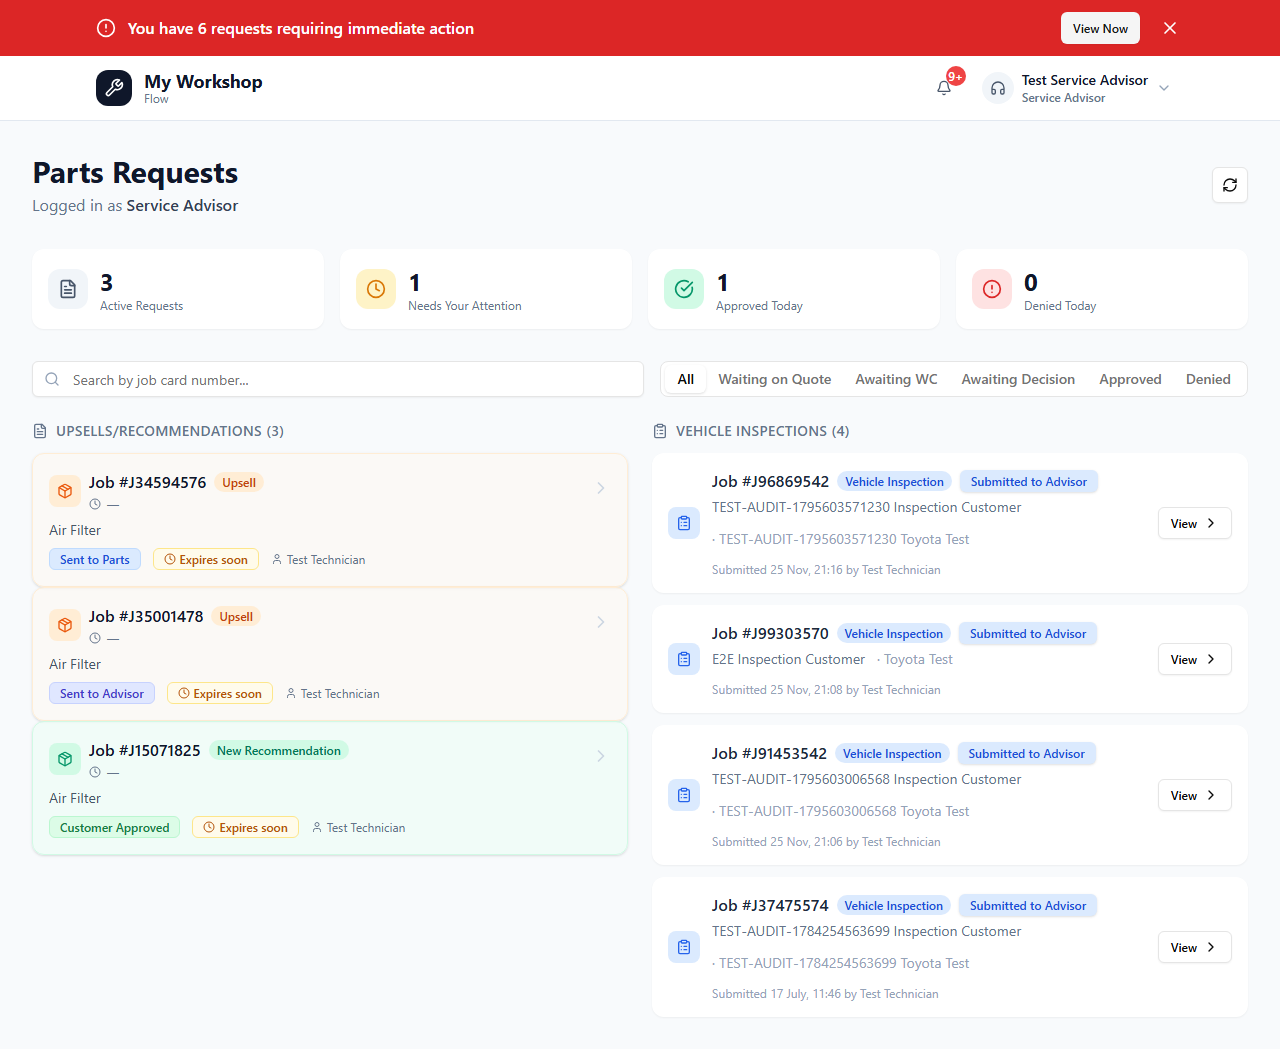 You have 6 requests requiring immediate action
View Now
My Workshop
Flow
9+
Test Service Advisor
Service Advisor
Parts Requests
Logged in as Service Advisor
3
Active Requests
1
Needs Your Attention
1
Approved Today
0
Denied Today
Search by job card number...
All
Waiting on Quote
Awaiting WC
Awaiting Decision
Approved
Denied
UPSELLS/RECOMMENDATIONS (3)
Job #J34594576 Upsell
—
Air Filter
Sent to Parts Expires soon Test Technician
Job #J35001478 Upsell
—
Air Filter
Sent to Advisor Expires soon Test Technician
Job #J15071825 New Recommendation
—
Air Filter
Customer Approved Expires soon Test Technician
VEHICLE INSPECTIONS (4)
Job #J96869542 Vehicle Inspection Submitted to Advisor
TEST-AUDIT-1795603571230 Inspection Customer
· TEST-AUDIT-1795603571230 Toyota Test
Submitted 25 Nov, 21:16 by Test Technician
View
Job #J99303570 Vehicle Inspection Submitted to Advisor
E2E Inspection Customer · Toyota Test
Submitted 25 Nov, 21:08 by Test Technician
View
Job #J91453542 Vehicle Inspection Submitted to Advisor
TEST-AUDIT-1795603006568 Inspection Customer
· TEST-AUDIT-1795603006568 Toyota Test
Submitted 25 Nov, 21:06 by Test Technician
View
Job #J37475574 Vehicle Inspection Submitted to Advisor
TEST-AUDIT-1784254563699 Inspection Customer
· TEST-AUDIT-1784254563699 Toyota Test
Submitted 17 July, 11:46 by Test Technician
View